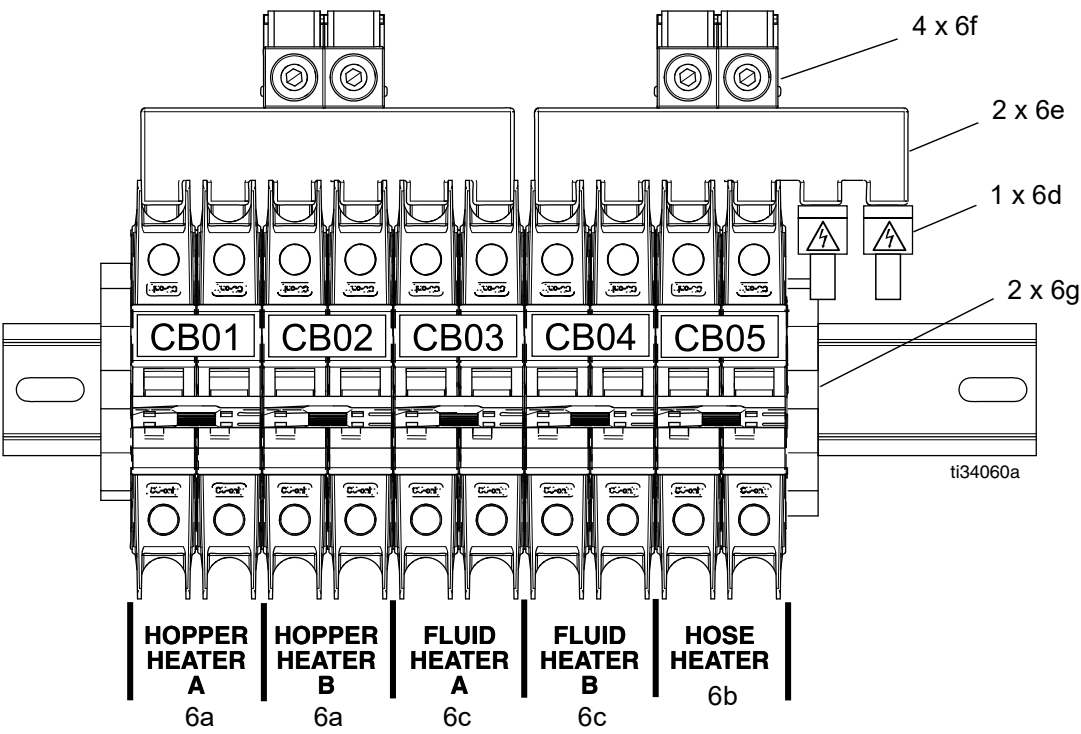 4 x 6f
2 x 6e
1 x 6d
2 x 6g
CB01 CB02 CB03 CB04 CB05
ti34060a
HOPPER HEATER A
6a
HOPPER HEATER B
6a
FLUID HEATER A
6c
FLUID HEATER B
6c
HOSE HEATER
6b